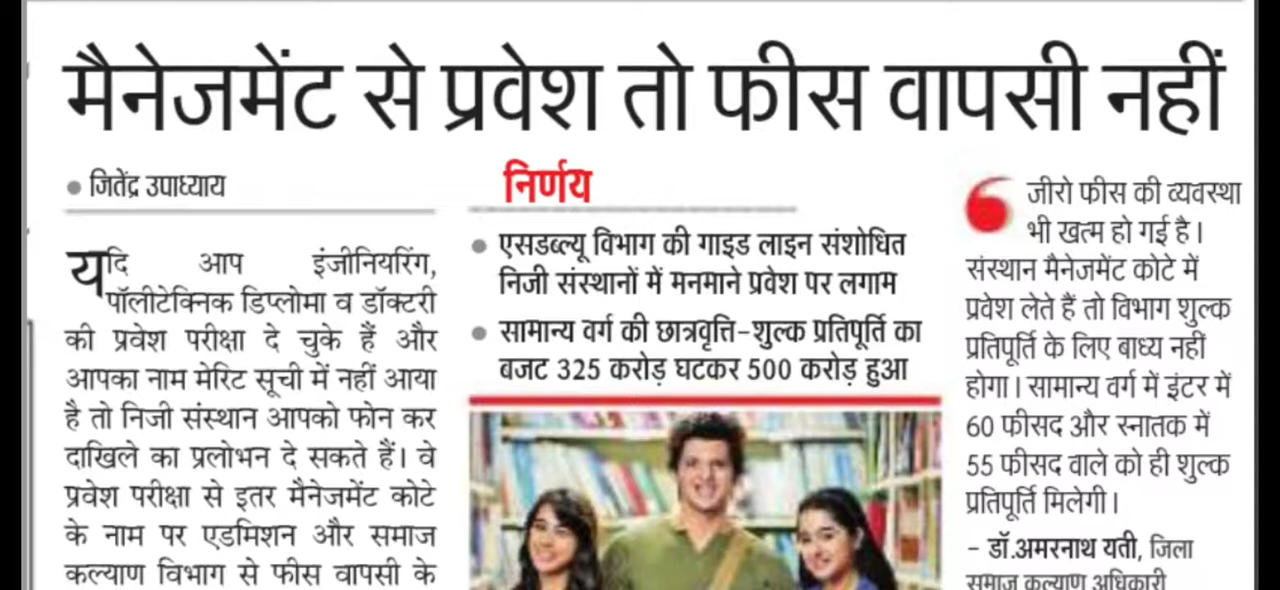 मैनेजमेंट से प्रवेश तो फीस वापसी नहीं
• जितेंद्र उपाध्याय
यदि आप इंजीनियरिंग,
पॉलीटेक्निक डिप्लोमा व डॉक्टरी
की प्रवेश परीक्षा दे चुके हैं और
आपका नाम मेरिट सूची में नहीं आया
है तो निजी संस्थान आपको फोन कर
दाखिले का प्रलोभन दे सकते हैं। वे
प्रवेश परीक्षा से इतर मैनेजमेंट कोटे
के नाम पर एडमिशन और समाज
कल्याण विभाग से फीस वापसी के
निर्णय
• एसडब्ल्यू विभाग की गाइड लाइन संशोधित
निजी संस्थानों में मनमाने प्रवेश पर लगाम
• सामान्य वर्ग की छात्रवृत्ति-शुल्क प्रतिपूर्ति का
बजट 325 करोड़ घटकर 500 करोड़ हुआ
जीरो फीस की व्यवस्था
भी खत्म हो गई है।
संस्थान मैनेजमेंट कोटे में
प्रवेश लेते हैं तो विभाग शुल्क
प्रतिपूर्ति के लिए बाध्य नहीं
होगा। सामान्य वर्ग में इंटर में
60 फीसद और स्नातक में
55 फीसद वाले को ही शुल्क
प्रतिपूर्ति मिलेगी।
- डॉ.अमरनाथ यती, जिला
समाज कल्याण अधिकारी